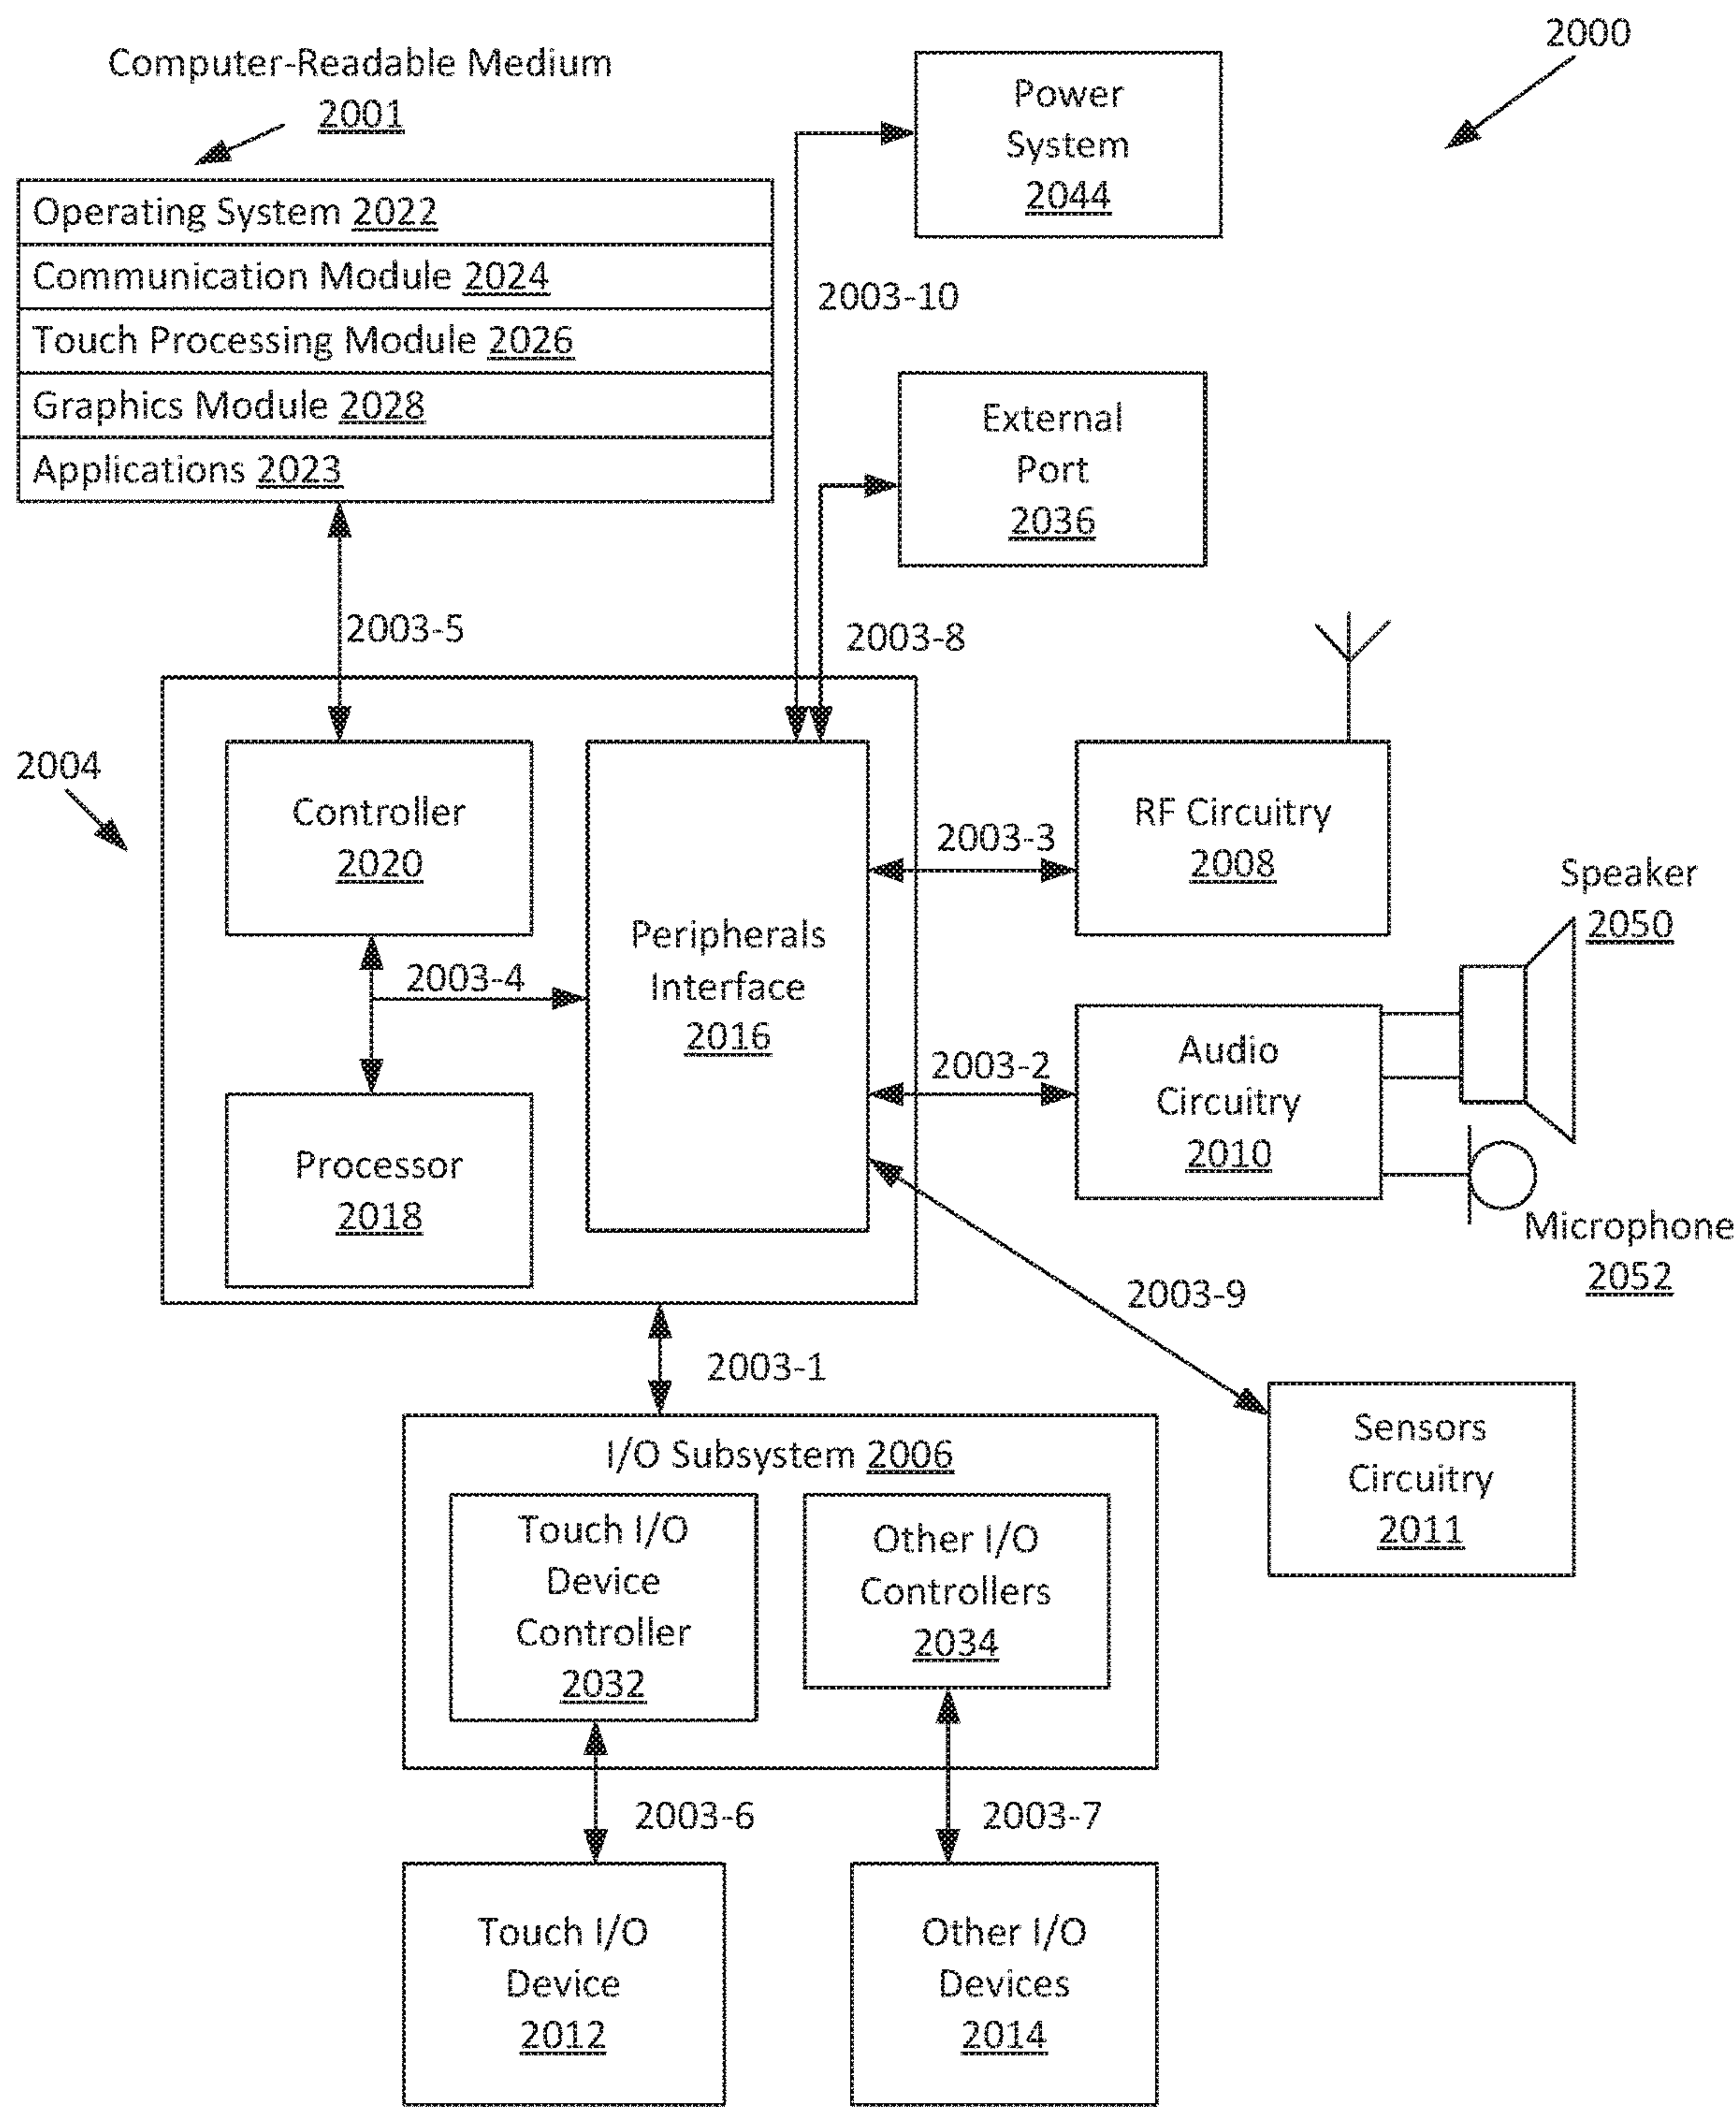 2000
Computer-Readable Medium
2001
Operating System 2022
Communication Module 2024
Touch Processing Module 2026
Graphics Module 2028
Applications 2023
Power
System
2044
2003-10
External
Port
2036
2003-5
2003-8
2004
Controller
2020
2003-4
Processor
2018
Peripherals
Interface
2016
2003-3
RF Circuitry
2008
Speaker
2050
2003-2
Audio
Circuitry
2010
Microphone
2052
2003-9
2003-1
Sensors
Circuitry
2011
I/O Subsystem 2006
Touch I/O
Device
Controller
2032
Other I/O
Controllers
2034
2003-6
2003-7
Touch I/O
Device
2012
Other I/O
Devices
2014